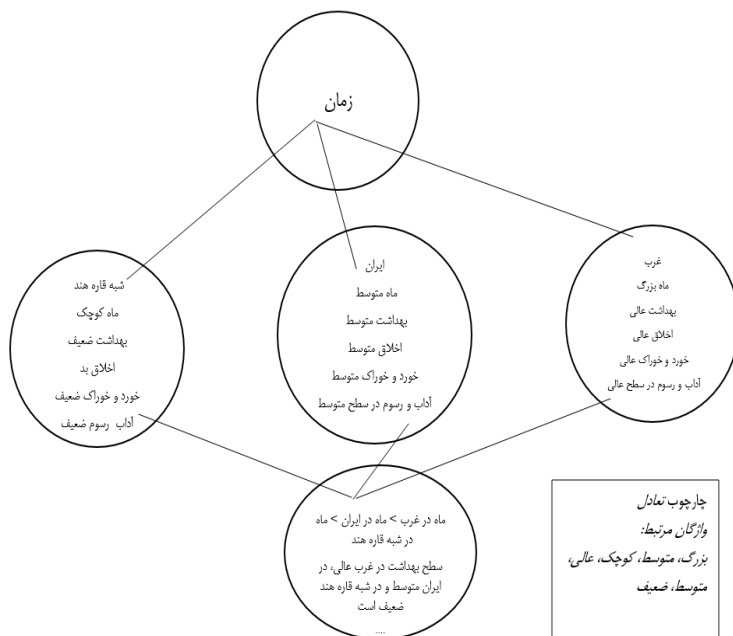 زمان
شبه قاره هند
ماه کوچک
بهداشت ضعیف
اخلاق بد
خورد و خوراک ضعیف
آداب رسوم ضعیف
ایران
ماه متوسط
بهداشت متوسط
اخلاق متوسط
خورد و خوراک متوسط
آداب و رسوم در سطح متوسط
غرب
ماه بزرگ
بهداشت عالی
اخلاق عالی
خورد و خوراک عالی
آداب و رسوم در سطح عالی
ماه در غرب > ماه در ایران > ماه
در شبه قاره هند
سطح بهداشت در غرب عالی، در
ایران متوسط و در شبه قاره هند
ضعیف است
....
چارچوب تعادل
واژگان مرتبط:
بزرگ، متوسط، کوچک، عالی،
متوسط، ضعیف